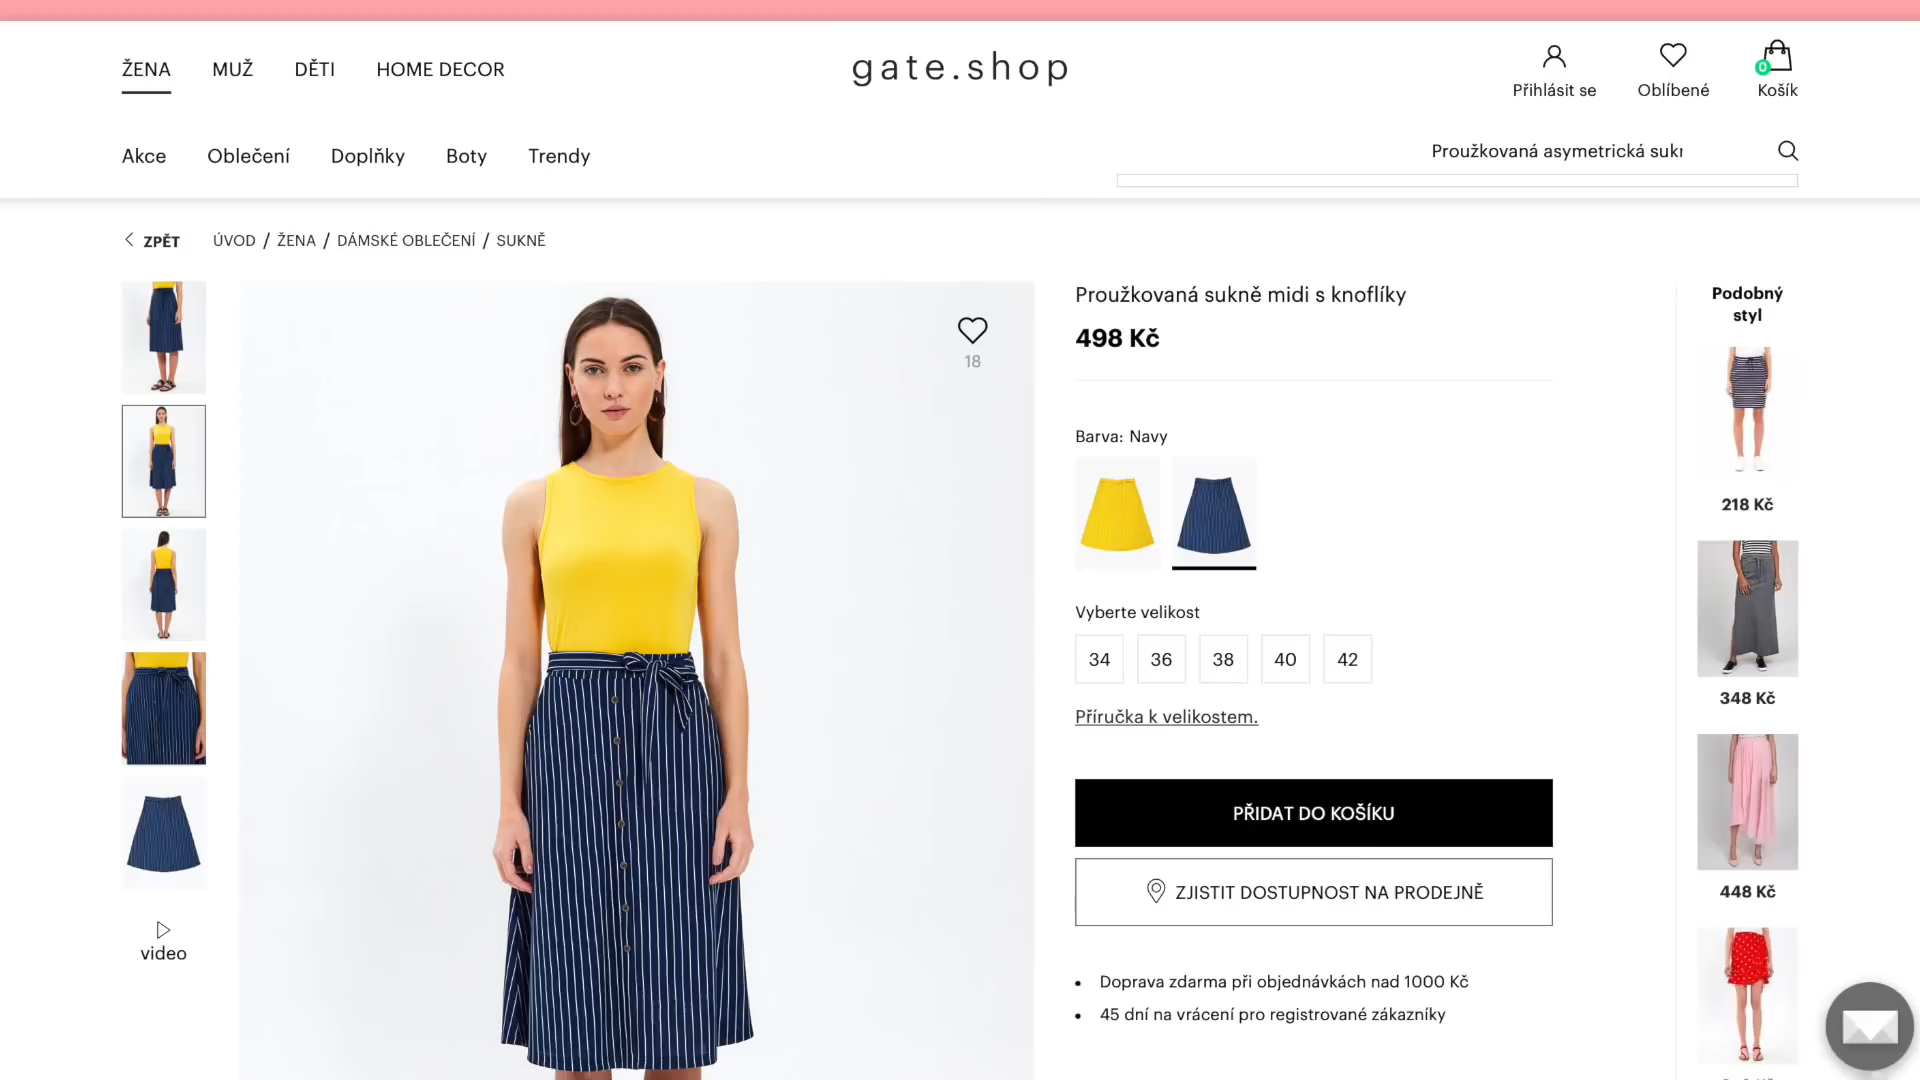 ŽENA MUŽ DĚTI HOME DECOR
gate.shop
Přihlásit se Oblíbené 0 Košík
Akce Oblečení Doplňky Boty Trendy
Proužkovaná asymetrická suk
ZPĚT ÚVOD / ŽENA / DÁMSKÉ OBLEČENÍ / SUKNĚ
18
video
Proužkovaná sukně midi s knoflíky
498 Kč
Barva: Navy
Vyberte velikost
34 36 38 40 42
Příručka k velikostem.
PŘIDAT DO KOŠÍKU
ZJISTIT DOSTUPNOST NA PRODEJNĚ
• Doprava zdarma při objednávkách nad 1000 Kč
• 45 dní na vrácení pro registrované zákazníky
Podobný
styl
218 Kč
348 Kč
448 Kč